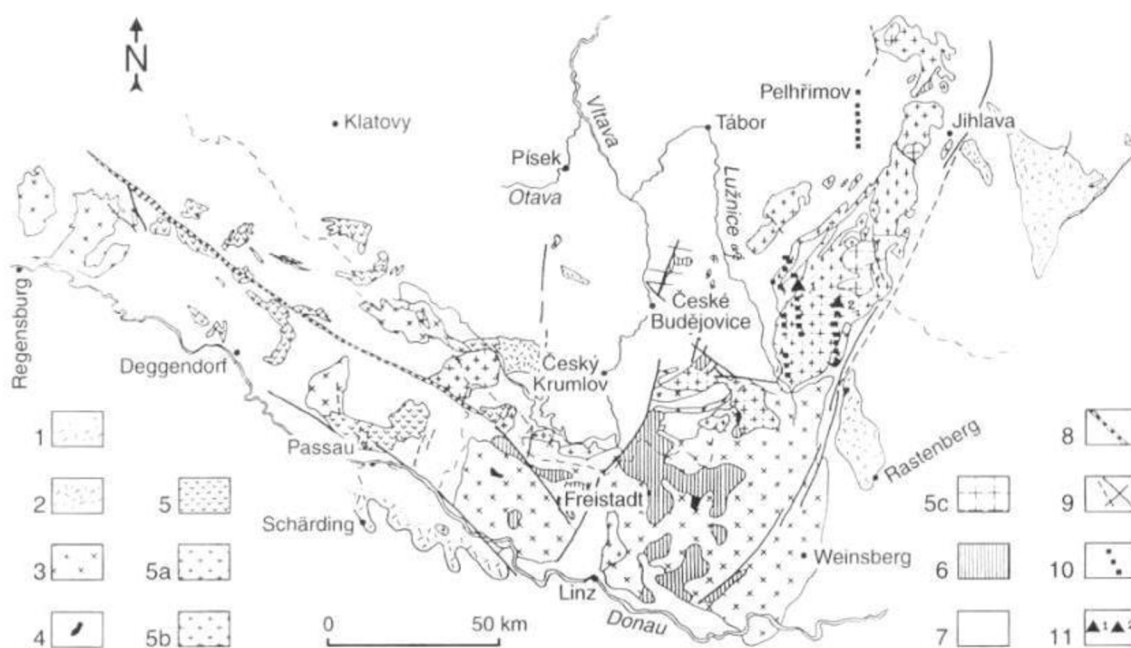 N
Klatovy
Písek
Otava
Vltava
Tábor
Lužnice
Pelhřimov
Jihlava
Regensburg
Deggendorf
České
Budějovice
Český
Krumlov
Passau
Schärding
Freistadt
Rastenberg
Weinsberg
Linz
Donau
1
2
1
2
3
4
5
5a
5b
5c
6
7
8
9
10
11
1
2
0
50 km